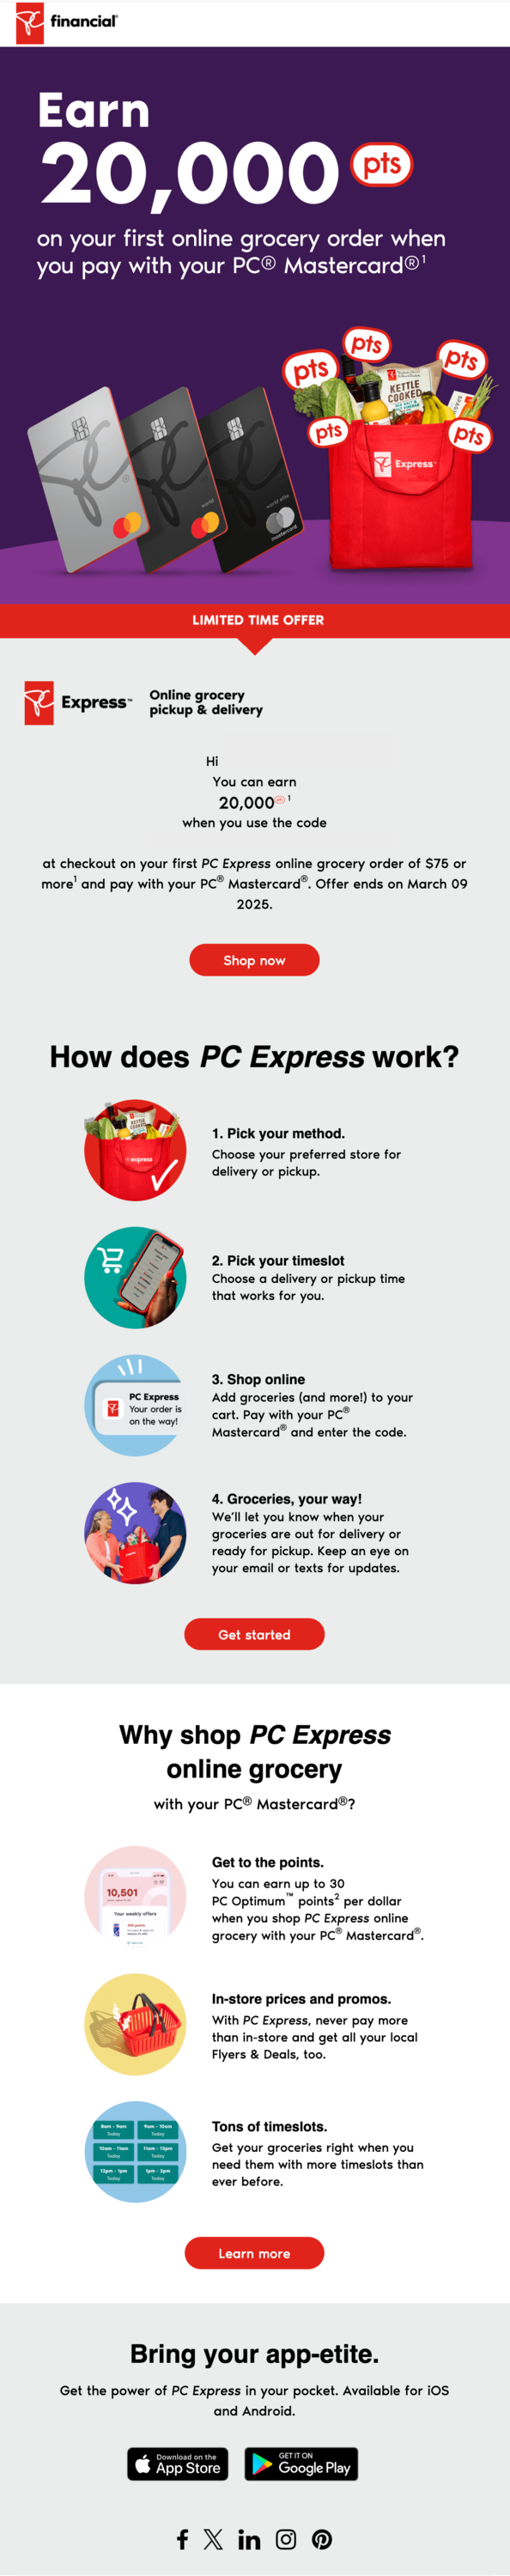 financial®
Earn
20,000 pts
on your first online grocery order when
you pay with your PC® Mastercard®1
pts
pts
pts
pts
pts
KETTLE
COOKED
Express™
world
world elite
mastercard
LIMITED TIME OFFER
Express™
Online grocery
pickup & delivery
Hi
You can earn
20,000 pts 1
when you use the code
at checkout on your first PC Express online grocery order of $75 or
more1 and pay with your PC® Mastercard®. Offer ends on March 09
2025.
Shop now
How does PC Express work?
KETTLE
express
1. Pick your method.
Choose your preferred store for
delivery or pickup.
2. Pick your timeslot
Choose a delivery or pickup time
that works for you.
PC Express
Your order is
on the way!
3. Shop online
Add groceries (and more!) to your
cart. Pay with your PC®
Mastercard® and enter the code.
4. Groceries, your way!
We'll let you know when your
groceries are out for delivery or
ready for pickup. Keep an eye on
your email or texts for updates.
Get started
Why shop PC Express
online grocery
with your PC® Mastercard®?
10,501
Your weekly offers
Get to the points.
You can earn up to 30
PC Optimum™ points2 per dollar
when you shop PC Express online
grocery with your PC® Mastercard®.
In-store prices and promos.
With PC Express, never pay more
than in-store and get all your local
Flyers & Deals, too.
8am - 9am
Today
9am - 10am
Today
10am - 11am
Today
11am - 12pm
Today
12pm - 1pm
Today
1pm - 2pm
Today
Tons of timeslots.
Get your groceries right when you
need them with more timeslots than
ever before.
Learn more
Bring your app-etite.
Get the power of PC Express in your pocket. Available for iOS
and Android.
Download on the
App Store
GET IT ON
Google Play